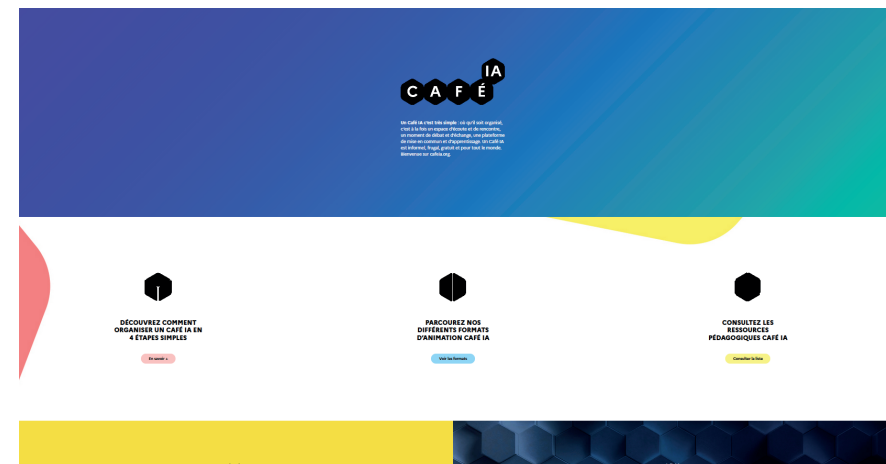 CAFÉ IA
Un Café IA c'est très simple : où qu'il soit organisé,
c'est à la fois un espace d'écoute et de rencontre,
un moment de débat et d'échange, une plateforme
de mise en commun et d'apprentissage. Un Café IA
est informel, frugal, gratuit et pour tout le monde.
Bienvenue sur cafeia.org
DÉCOUVREZ COMMENT
ORGANISER UN CAFÉ IA EN
4 ÉTAPES SIMPLES
En savoir +
PARCOUREZ NOS
DIFFÉRENTS FORMATS
D'ANIMATION CAFÉ IA
Voir les formats
CONSULTEZ LES
RESSOURCES
PÉDAGOGIQUES CAFÉ IA
Consulter la liste